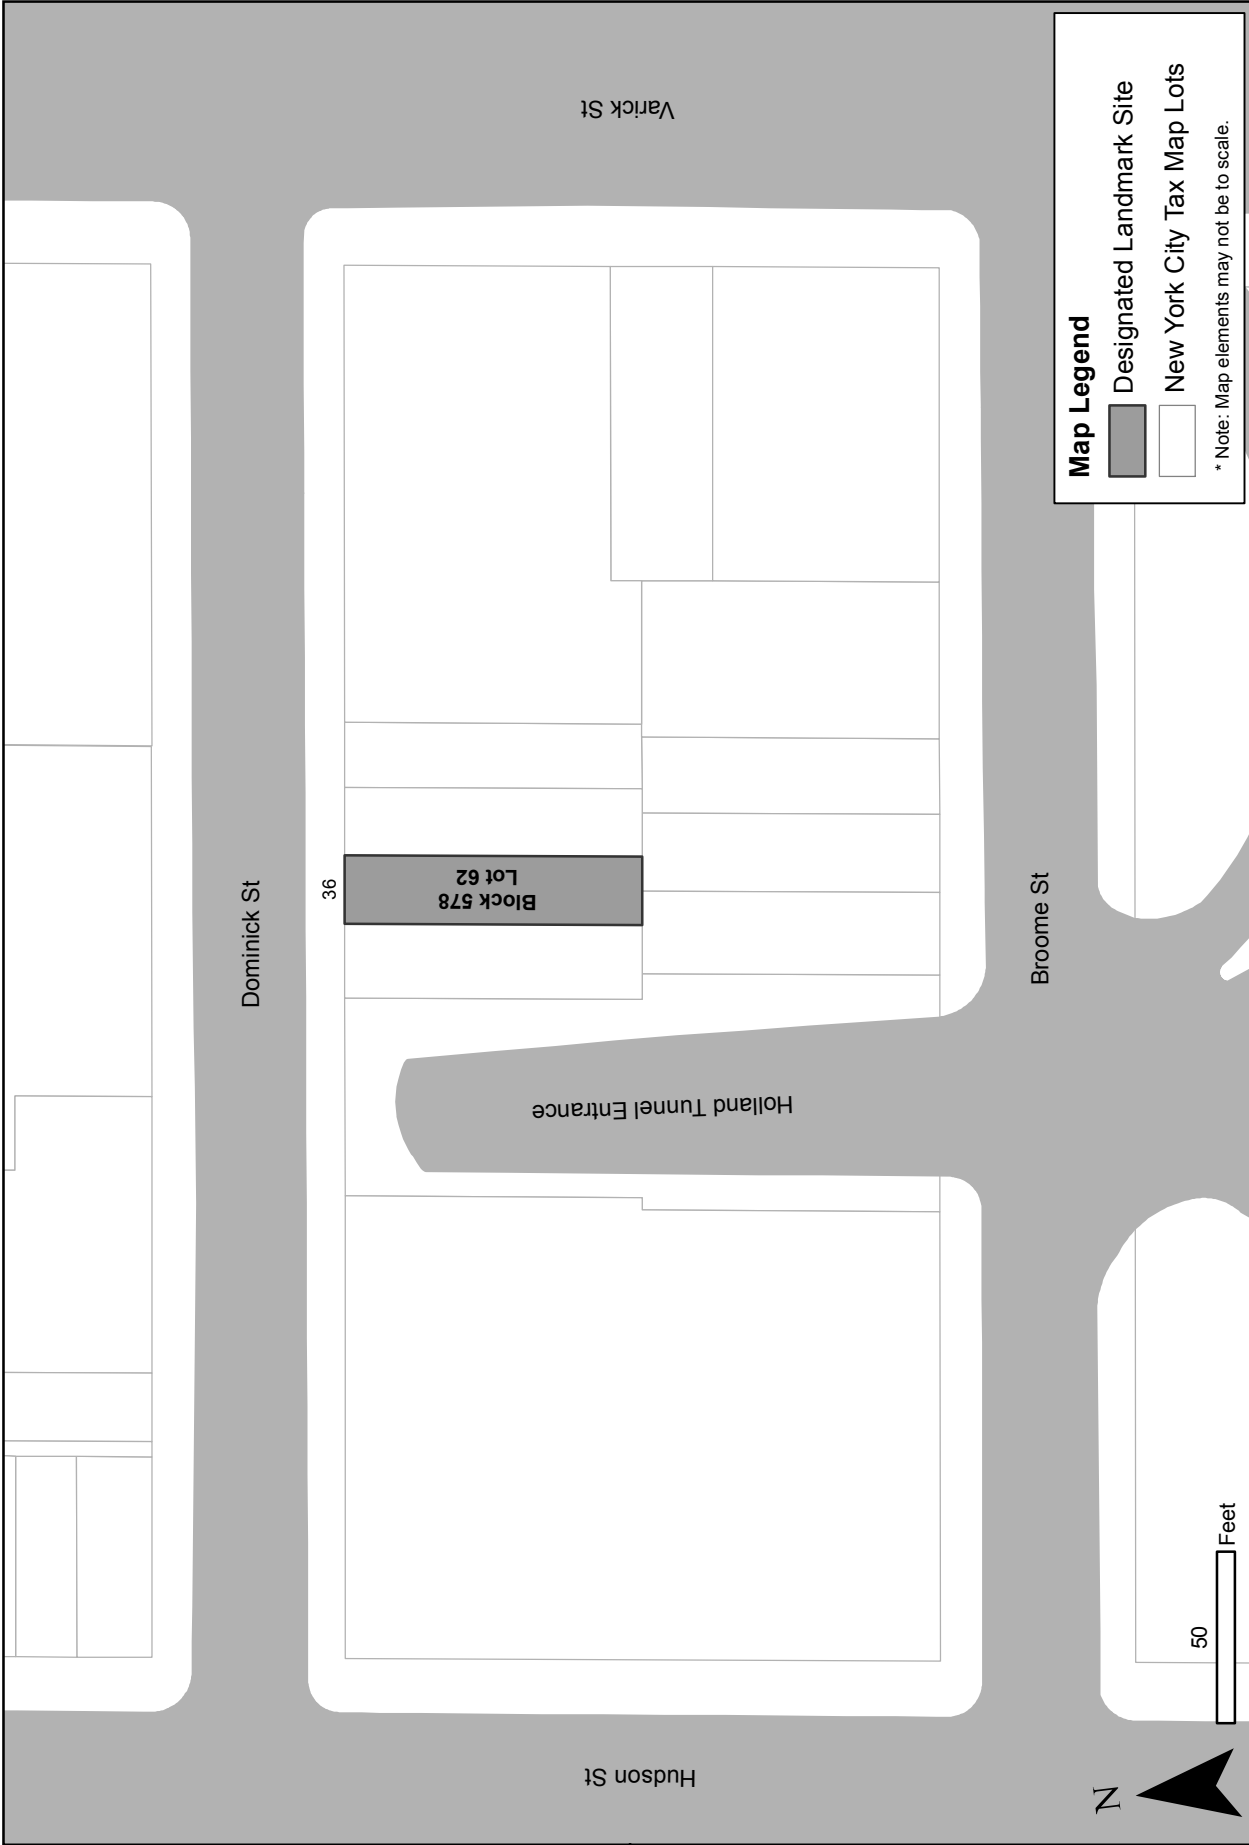 Dominick St
36
Block 578
Lot 62
Holland Tunnel Entrance
Varick St
Hudson St
Broome St
Map Legend
Designated Landmark Site
New York City Tax Map Lots
* Note: Map elements may not be to scale.
N
50
Feet